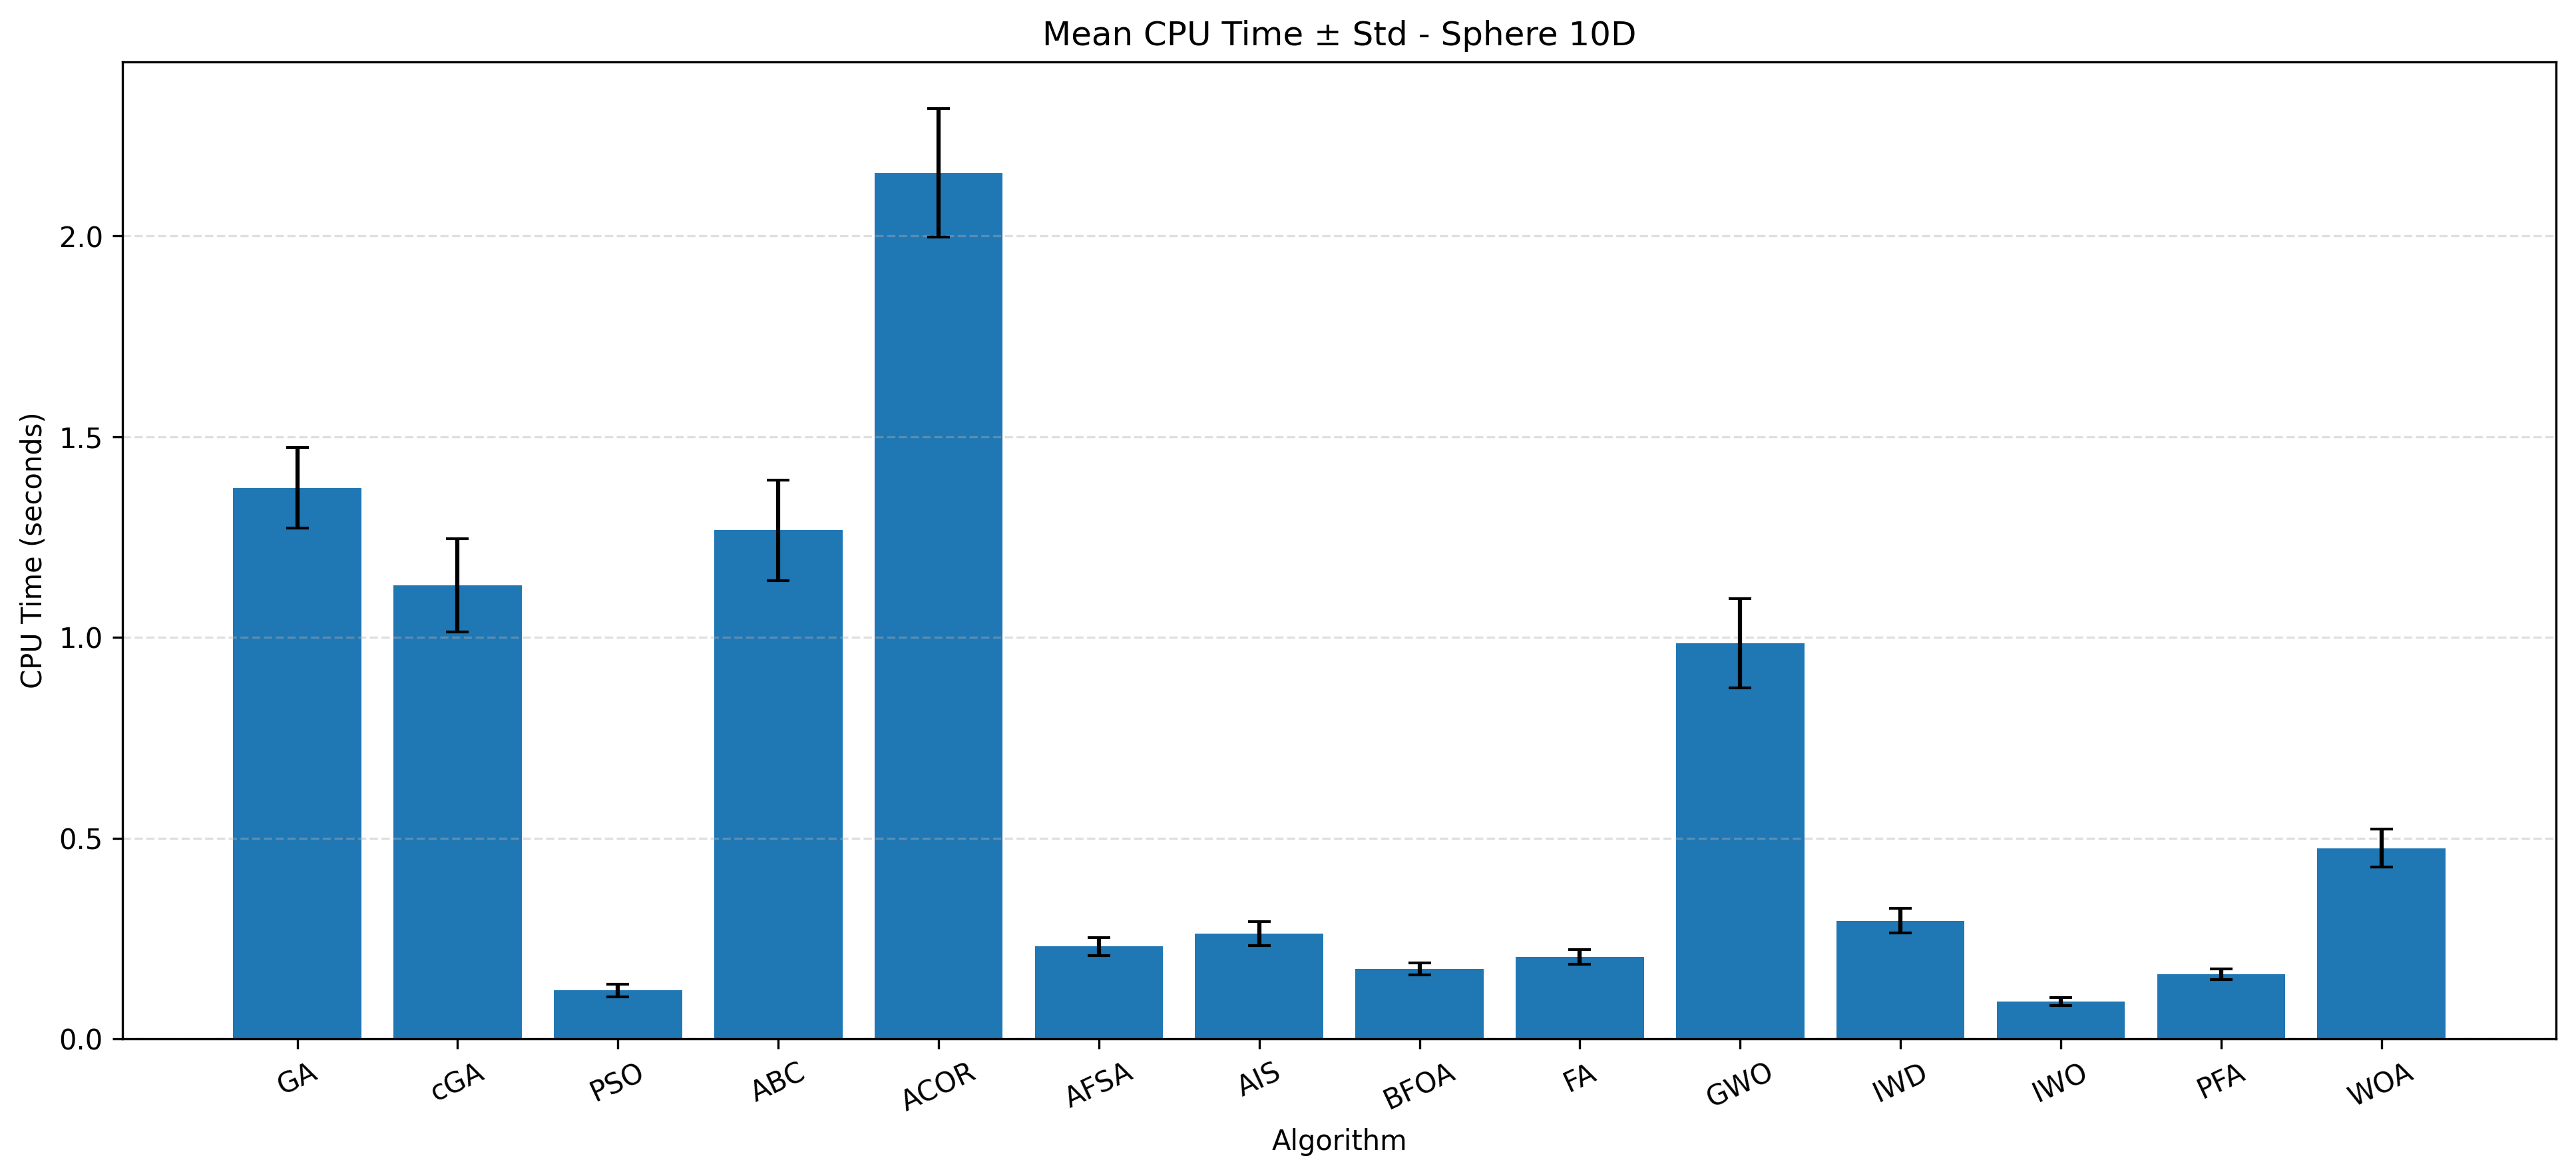 Mean CPU Time ± Std - Sphere 10D
CPU Time (seconds)
2.0
1.5
1.0
0.5
0.0
GA cGA PSO ABC ACOR AFSA AIS BFOA FA GWO IWD IWO PFA WOA
Algorithm